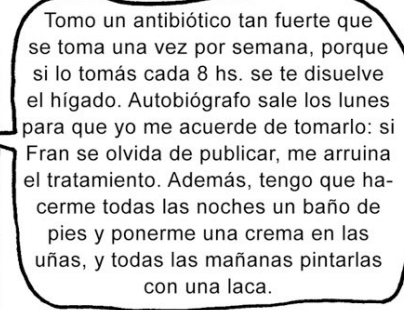 Tomo un antibiótico tan fuerte que
se toma una vez por semana, porque
si lo tomás cada 8 hs. se te disuelve
el hígado. Autobiógrafo sale los lunes
para que yo me acuerde de tomarlo: si
Fran se olvida de publicar, me arruina
el tratamiento. Además, tengo que ha-
cerme todas las noches un baño de
pies y ponerme una crema en las
uñas, y todas las mañanas pintarlas
con una laca.